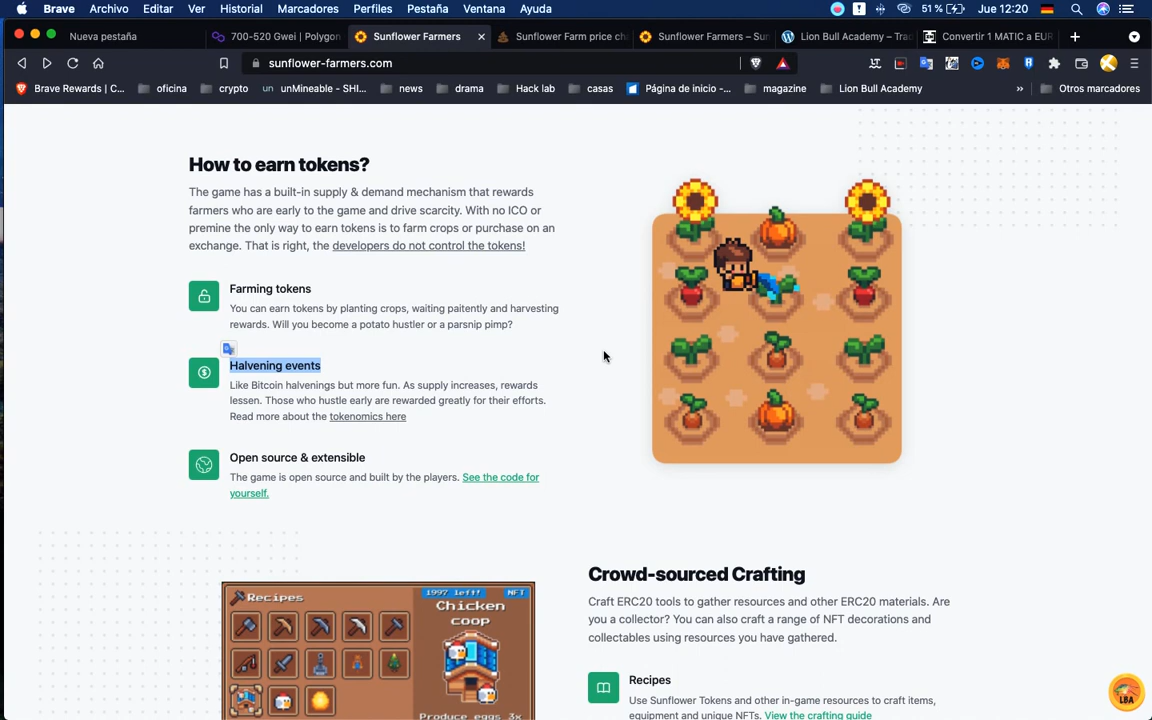 Brave Archivo Editar Ver Historial Marcadores Perfiles Pestaña Ventana Ayuda 51 % Jue 12:20
Nueva pestaña 700-520 Gwei | Polygon Sunflower Farmers Sunflower Farm price ch Sunflower Farmers – Sun Lion Bull Academy – Trad Convertir 1 MATIC a EUR
sunflower-farmers.com
Brave Rewards | C... oficina crypto un unMineable - SHI... news drama Hack lab casas Página de inicio -... magazine Lion Bull Academy » Otros marcadores
How to earn tokens?
The game has a built-in supply & demand mechanism that rewards
farmers who are early to the game and drive scarcity. With no ICO or
premine the only way to earn tokens is to farm crops or purchase on an
exchange. That is right, the developers do not control the tokens!
Farming tokens
You can earn tokens by planting crops, waiting paitently and harvesting
rewards. Will you become a potato hustler or a parsnip pimp?
Halvening events
Like Bitcoin halvenings but more fun. As supply increases, rewards
lessen. Those who hustle early are rewarded greatly for their efforts.
Read more about the tokenomics here
Open source & extensible
The game is open source and built by the players. See the code for
yourself.
Recipes
1997 left! NFT
Chicken
coop
Produce eggs 3x
Crowd-sourced Crafting
Craft ERC20 tools to gather resources and other ERC20 materials. Are
you a collector? You can also craft a range of NFT decorations and
collectables using resources you have gathered.
Recipes
Use Sunflower Tokens and other in-game resources to craft items,
equipment and unique NFTs. View the crafting guide
LBA